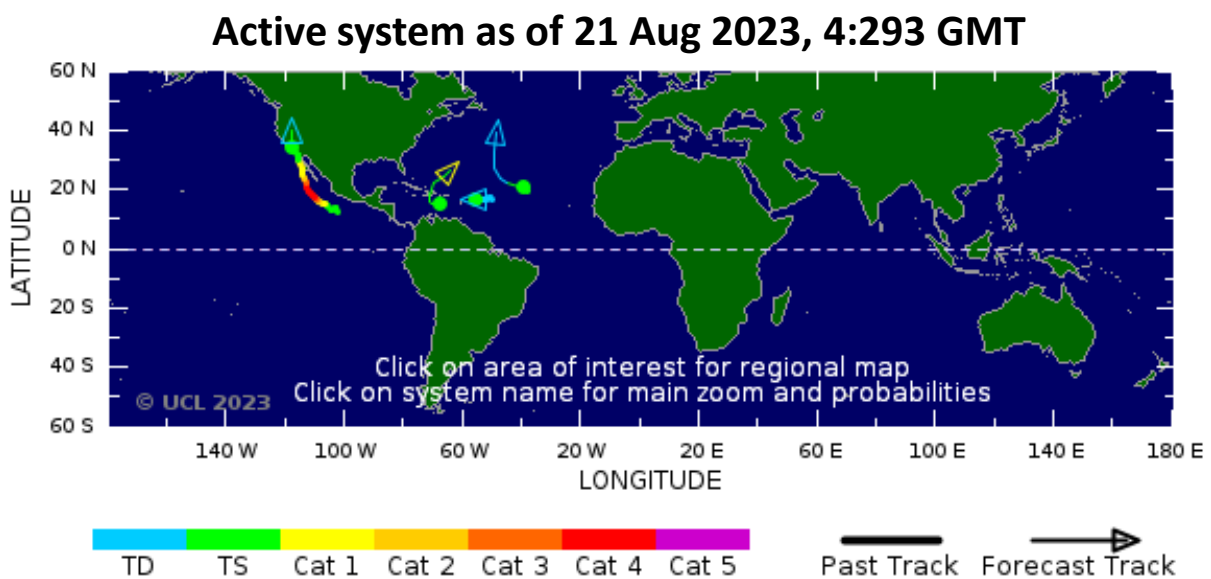 Active system as of 21 Aug 2023, 4:293 GMT
60 N
40 N
20 N
0 N
20 S
40 S
60 S
LATITUDE
Click on area of interest for regional map
Click on system name for main zoom and probabilities
© UCL 2023
140 W 100 W 60 W 20 W 20 E 60 E 100 E 140 E 180 E
LONGITUDE
TD TS Cat 1 Cat 2 Cat 3 Cat 4 Cat 5 Past Track Forecast Track